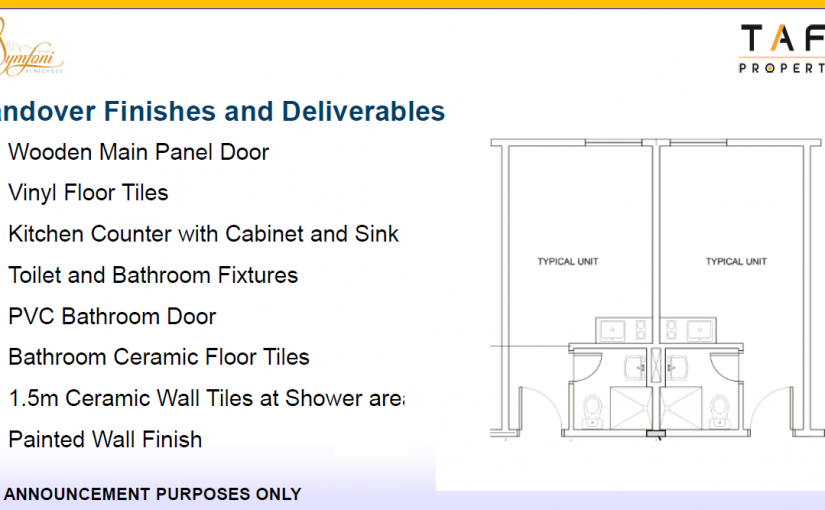 Symfoni
BY NICHOLS
TAF
PROPERT
andover Finishes and Deliverables
Wooden Main Panel Door
Vinyl Floor Tiles
Kitchen Counter with Cabinet and Sink
Toilet and Bathroom Fixtures
PVC Bathroom Door
Bathroom Ceramic Floor Tiles
1.5m Ceramic Wall Tiles at Shower area
Painted Wall Finish
TYPICAL UNIT
TYPICAL UNIT
ANNOUNCEMENT PURPOSES ONLY